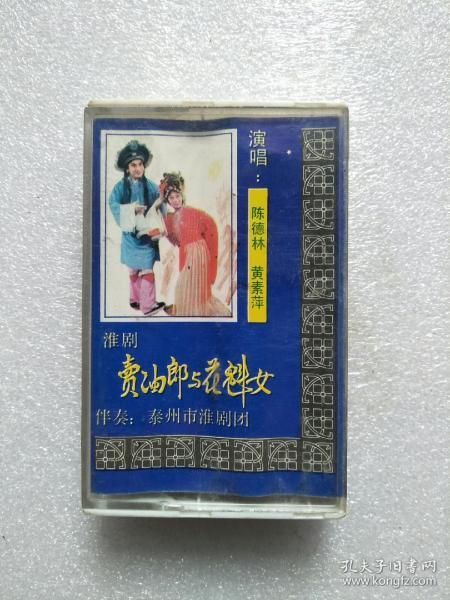 演唱：
陈德林 黄素萍
淮剧
卖油郎与花魁女
伴奏：泰州市淮剧团
孔夫子旧书网
www.kongfz.com